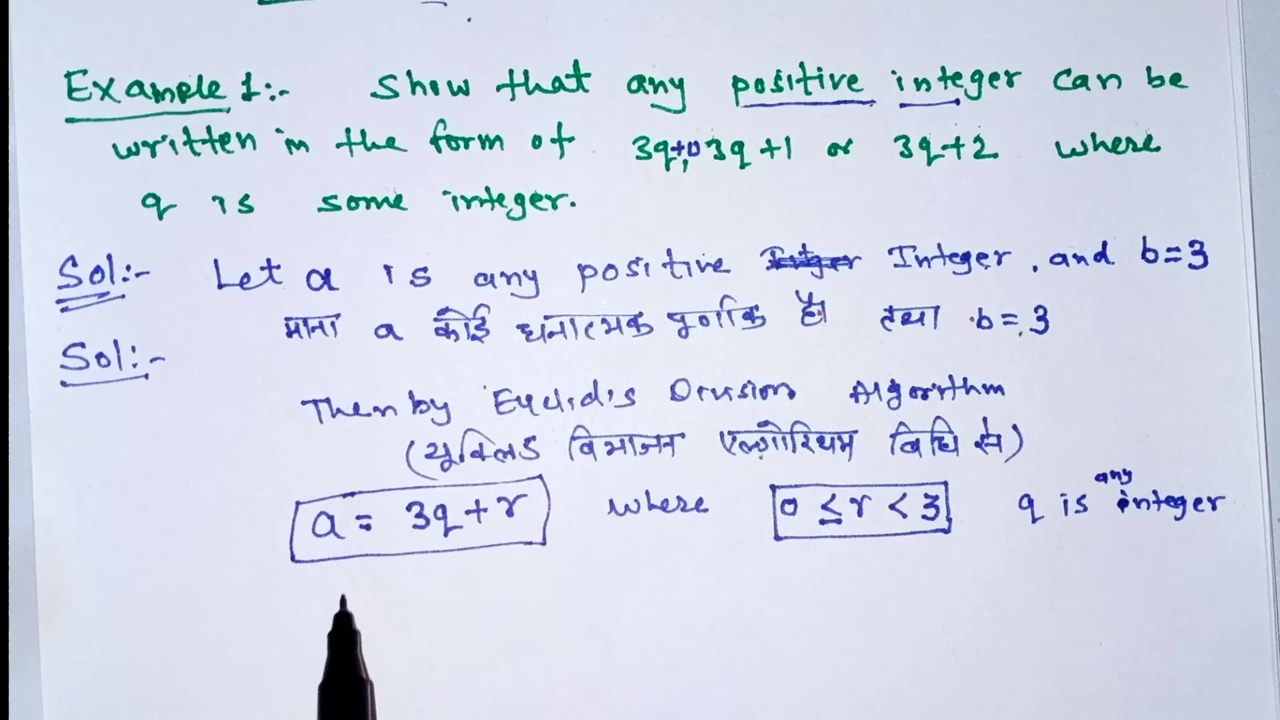 Example 1:- Show that any positive integer can be
written in the form of 3q+0, 3q+1 or 3q+2 where
q is some integer.
Sol:- Let a is any positive Integer, and b=3
माना a कोई धनात्मक पूर्णांक है। तथा b=3
Sol:-
Then by Euclid's Division Algorithm
(यूक्लिड विभाजन एल्गोरिथम विधि से)
a = 3q+r where 0 ≤ r < 3 q is any integer